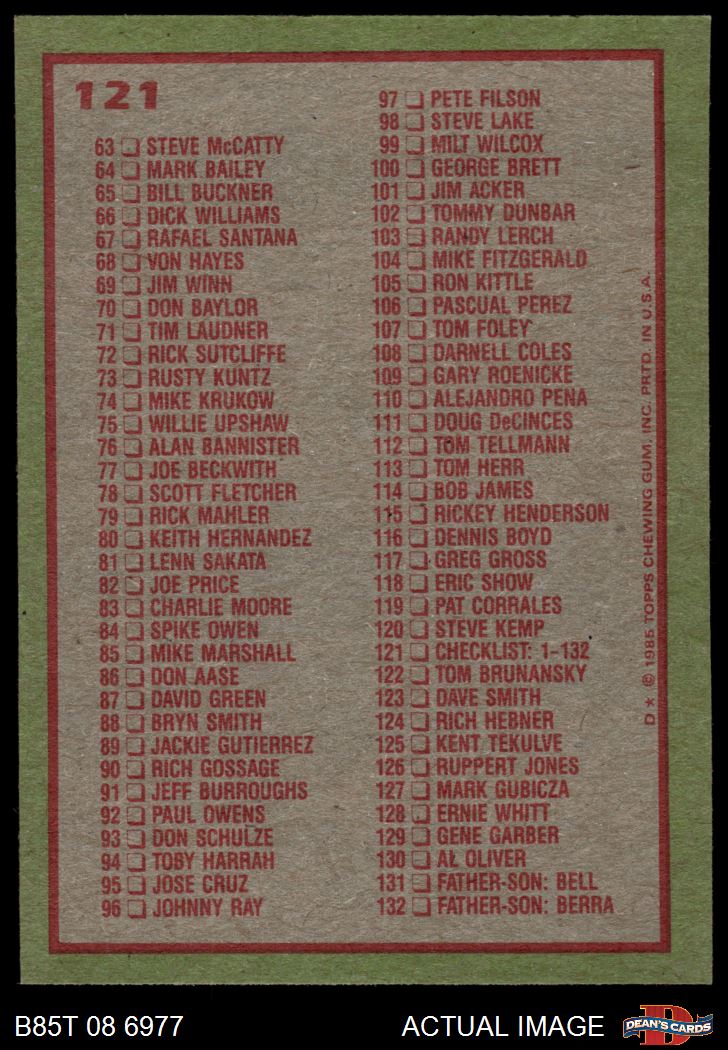 121
63 STEVE McCATTY
64 MARK BAILEY
65 BILL BUCKNER
66 DICK WILLIAMS
67 RAFAEL SANTANA
68 VON HAYES
69 JIM WINN
70 DON BAYLOR
71 TIM LAUDNER
72 RICK SUTCLIFFE
73 RUSTY KUNTZ
74 MIKE KRUKOW
75 WILLIE UPSHAW
76 ALAN BANNISTER
77 JOE BECKWITH
78 SCOTT FLETCHER
79 RICK MAHLER
80 KEITH HERNANDEZ
81 LENN SAKATA
82 JOE PRICE
83 CHARLIE MOORE
84 SPIKE OWEN
85 MIKE MARSHALL
86 DON AASE
87 DAVID GREEN
88 BRYN SMITH
89 JACKIE GUTIERREZ
90 RICH GOSSAGE
91 JEFF BURROUGHS
92 PAUL OWENS
93 DON SCHULZE
94 TOBY HARRAH
95 JOSE CRUZ
96 JOHNNY RAY
97 PETE FILSON
98 STEVE LAKE
99 MILT WILCOX
100 GEORGE BRETT
101 JIM ACKER
102 TOMMY DUNBAR
103 RANDY LERCH
104 MIKE FITZGERALD
105 RON KITTLE
106 PASCUAL PEREZ
107 TOM FOLEY
108 DARNELL COLES
109 GARY ROENICKE
110 ALEJANDRO PENA
111 DOUG DeCINCES
112 TOM TELLMANN
113 TOM HERR
114 BOB JAMES
115 RICKEY HENDERSON
116 DENNIS BOYD
117 GREG GROSS
118 ERIC SHOW
119 PAT CORRALES
120 STEVE KEMP
121 CHECKLIST: 1-132
122 TOM BRUNANSKY
123 DAVE SMITH
124 RICH HEBNER
125 KENT TEKULVE
126 RUPPERT JONES
127 MARK GUBICZA
128 ERNIE WHITT
129 GENE GARBER
130 AL OLIVER
131 FATHER-SON: BELL
132 FATHER-SON: BERRA
D★ © 1985 TOPPS CHEWING GUM, INC. PRTD. IN U.S.A.
B85T 08 6977
ACTUAL IMAGE
D
DEAN'S CARDS